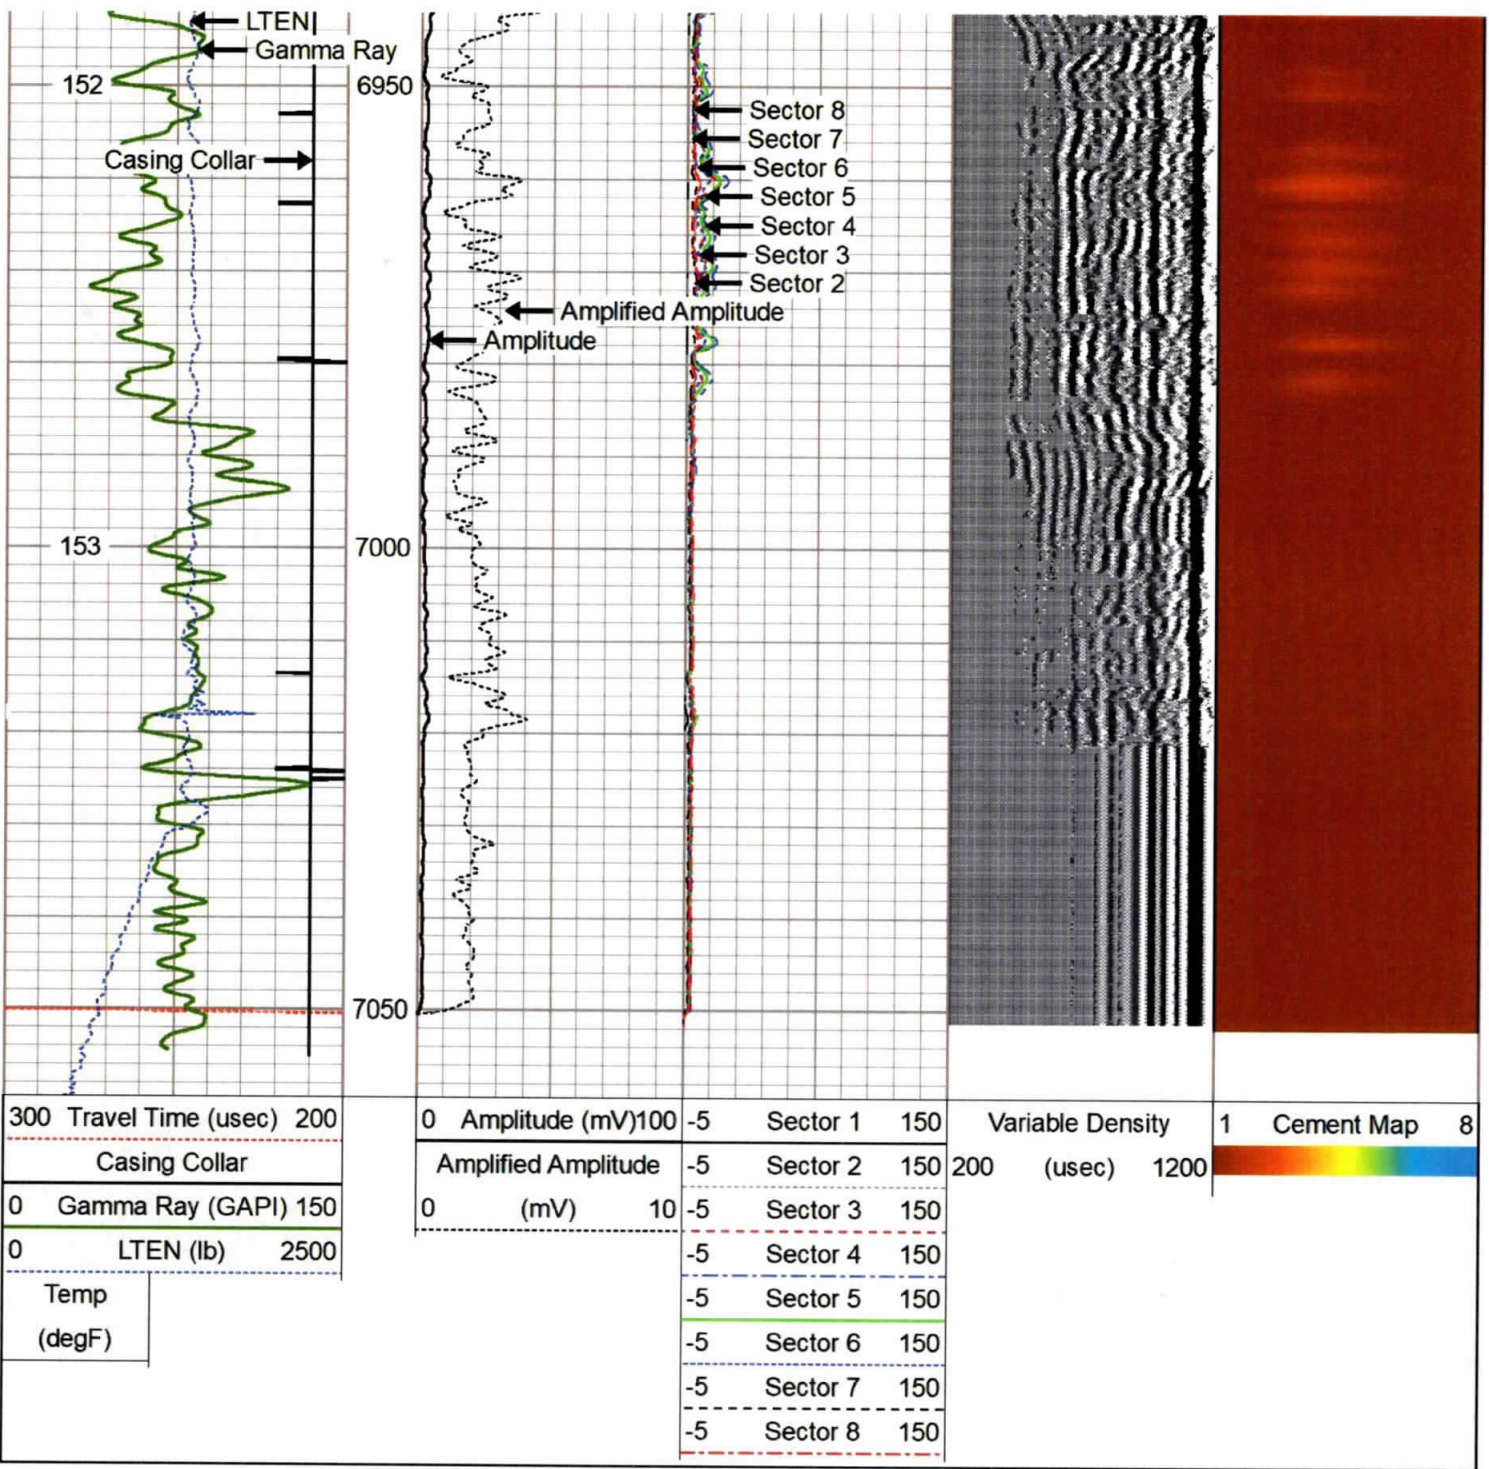 LTEN
Gamma Ray
152
6950
Sector 8
Sector 7
Casing Collar
Sector 6
Sector 5
Sector 4
Sector 3
Sector 2
Amplified Amplitude
Amplitude
153
7000
7050
300 Travel Time (usec) 200
Casing Collar
0 Gamma Ray (GAPI) 150
0 LTEN (lb) 2500
Temp
(degF)
0 Amplitude (mV)100
Amplified Amplitude
0 (mV) 10
-5 Sector 1 150
-5 Sector 2 150
-5 Sector 3 150
-5 Sector 4 150
-5 Sector 5 150
-5 Sector 6 150
-5 Sector 7 150
-5 Sector 8 150
Variable Density
200 (usec) 1200
1 Cement Map 8